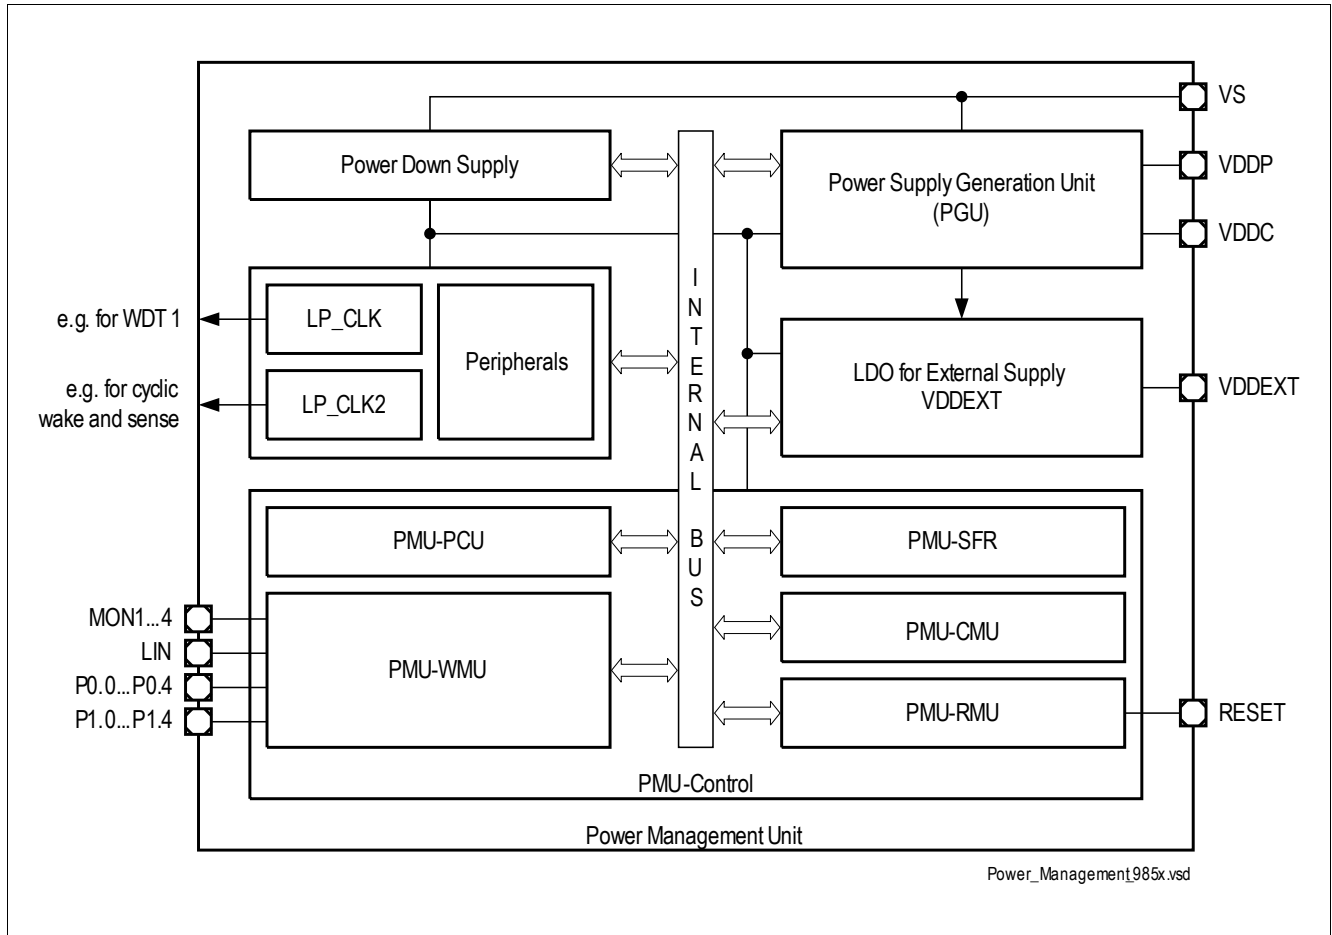 VS
Power Down Supply
Power Supply Generation Unit
(PGU)
VDDP
VDDC
e.g. for WDT 1
LP_CLK
Peripherals
e.g. for cyclic
wake and sense
LP_CLK2
LDO for External Supply
VDDEXT
VDDEXT
INTERNAL BUS
PMU-PCU
PMU-SFR
MON1...4
LIN
P0.0...P0.4
P1.0...P1.4
PMU-WMU
PMU-CMU
PMU-RMU
RESET
PMU-Control
Power Management Unit
Power_Management_985x.vsd